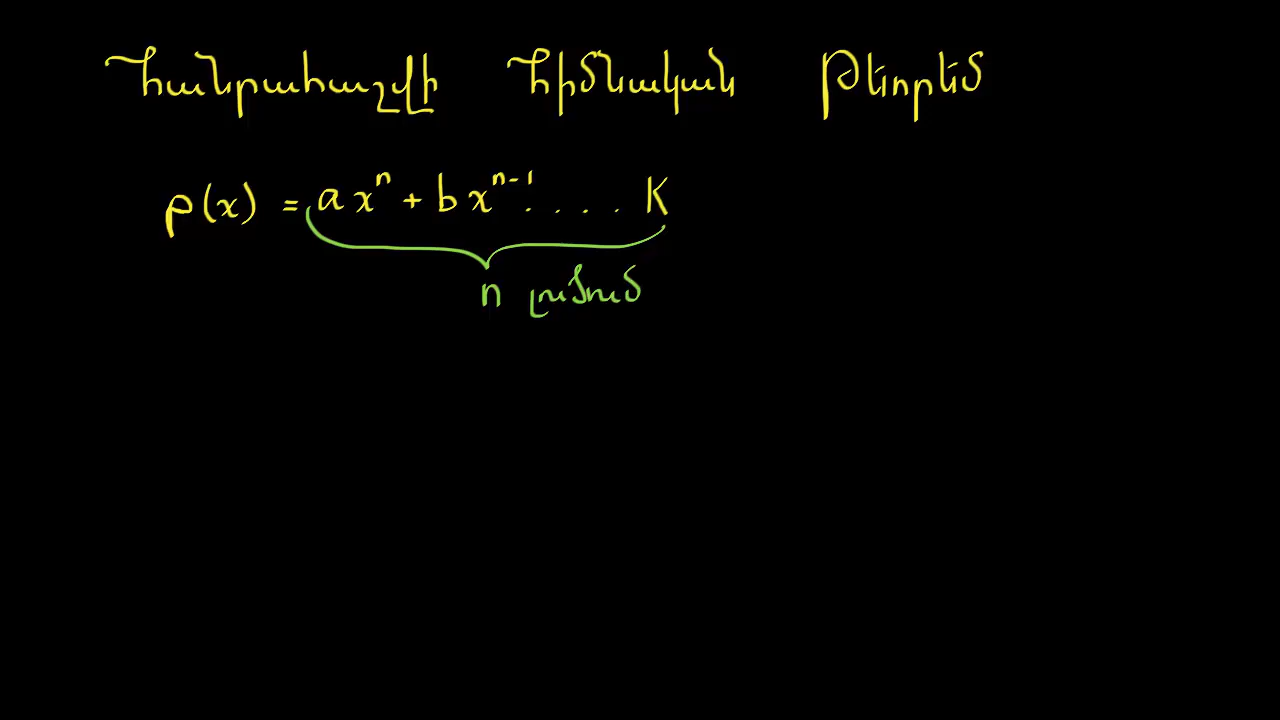 Հանրահաշվի Հիմնական Թեորեմ
p(x) = ax^n + bx^{n-1} . . . . K
n լուծում